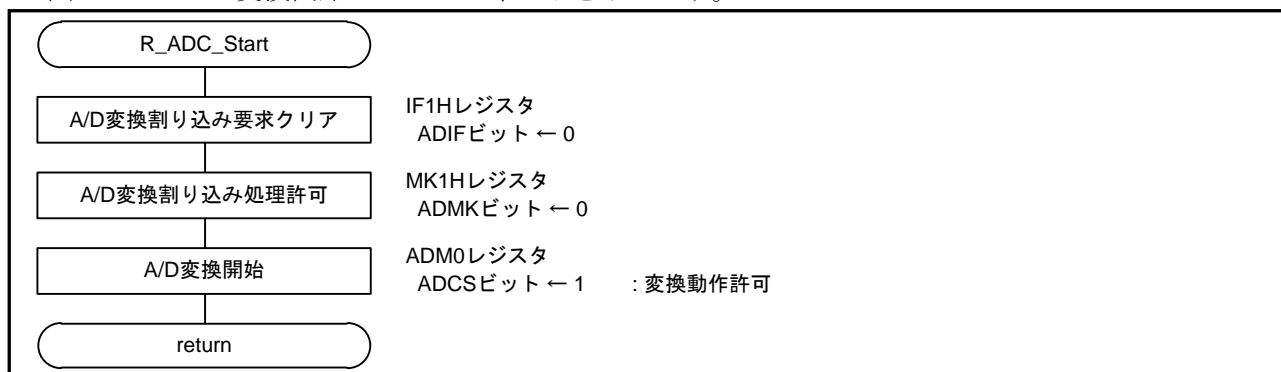 R_ADC_Start
A/D変換割り込み要求クリア
IF1Hレジスタ
ADIFビット ← 0
A/D変換割り込み処理許可
MK1Hレジスタ
ADMKビット ← 0
A/D変換開始
ADM0レジスタ
ADCSビット ← 1 : 変換動作許可
return